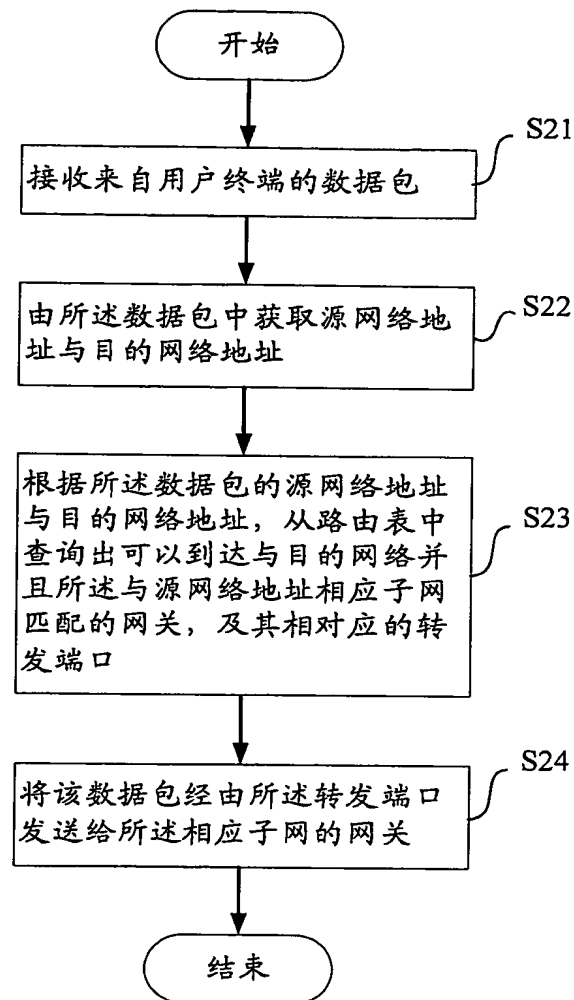 开始
S21
接收来自用户终端的数据包
S22
由所述数据包中获取源网络地
址与目的网络地址
S23
根据所述数据包的源网络地址
与目的网络地址，从路由表中
查询出可以到达与目的网络并
且所述与源网络地址相应子网
匹配的网关，及其相对应的转
发端口
S24
将该数据包经由所述转发端口
发送给所述相应子网的网关
结束